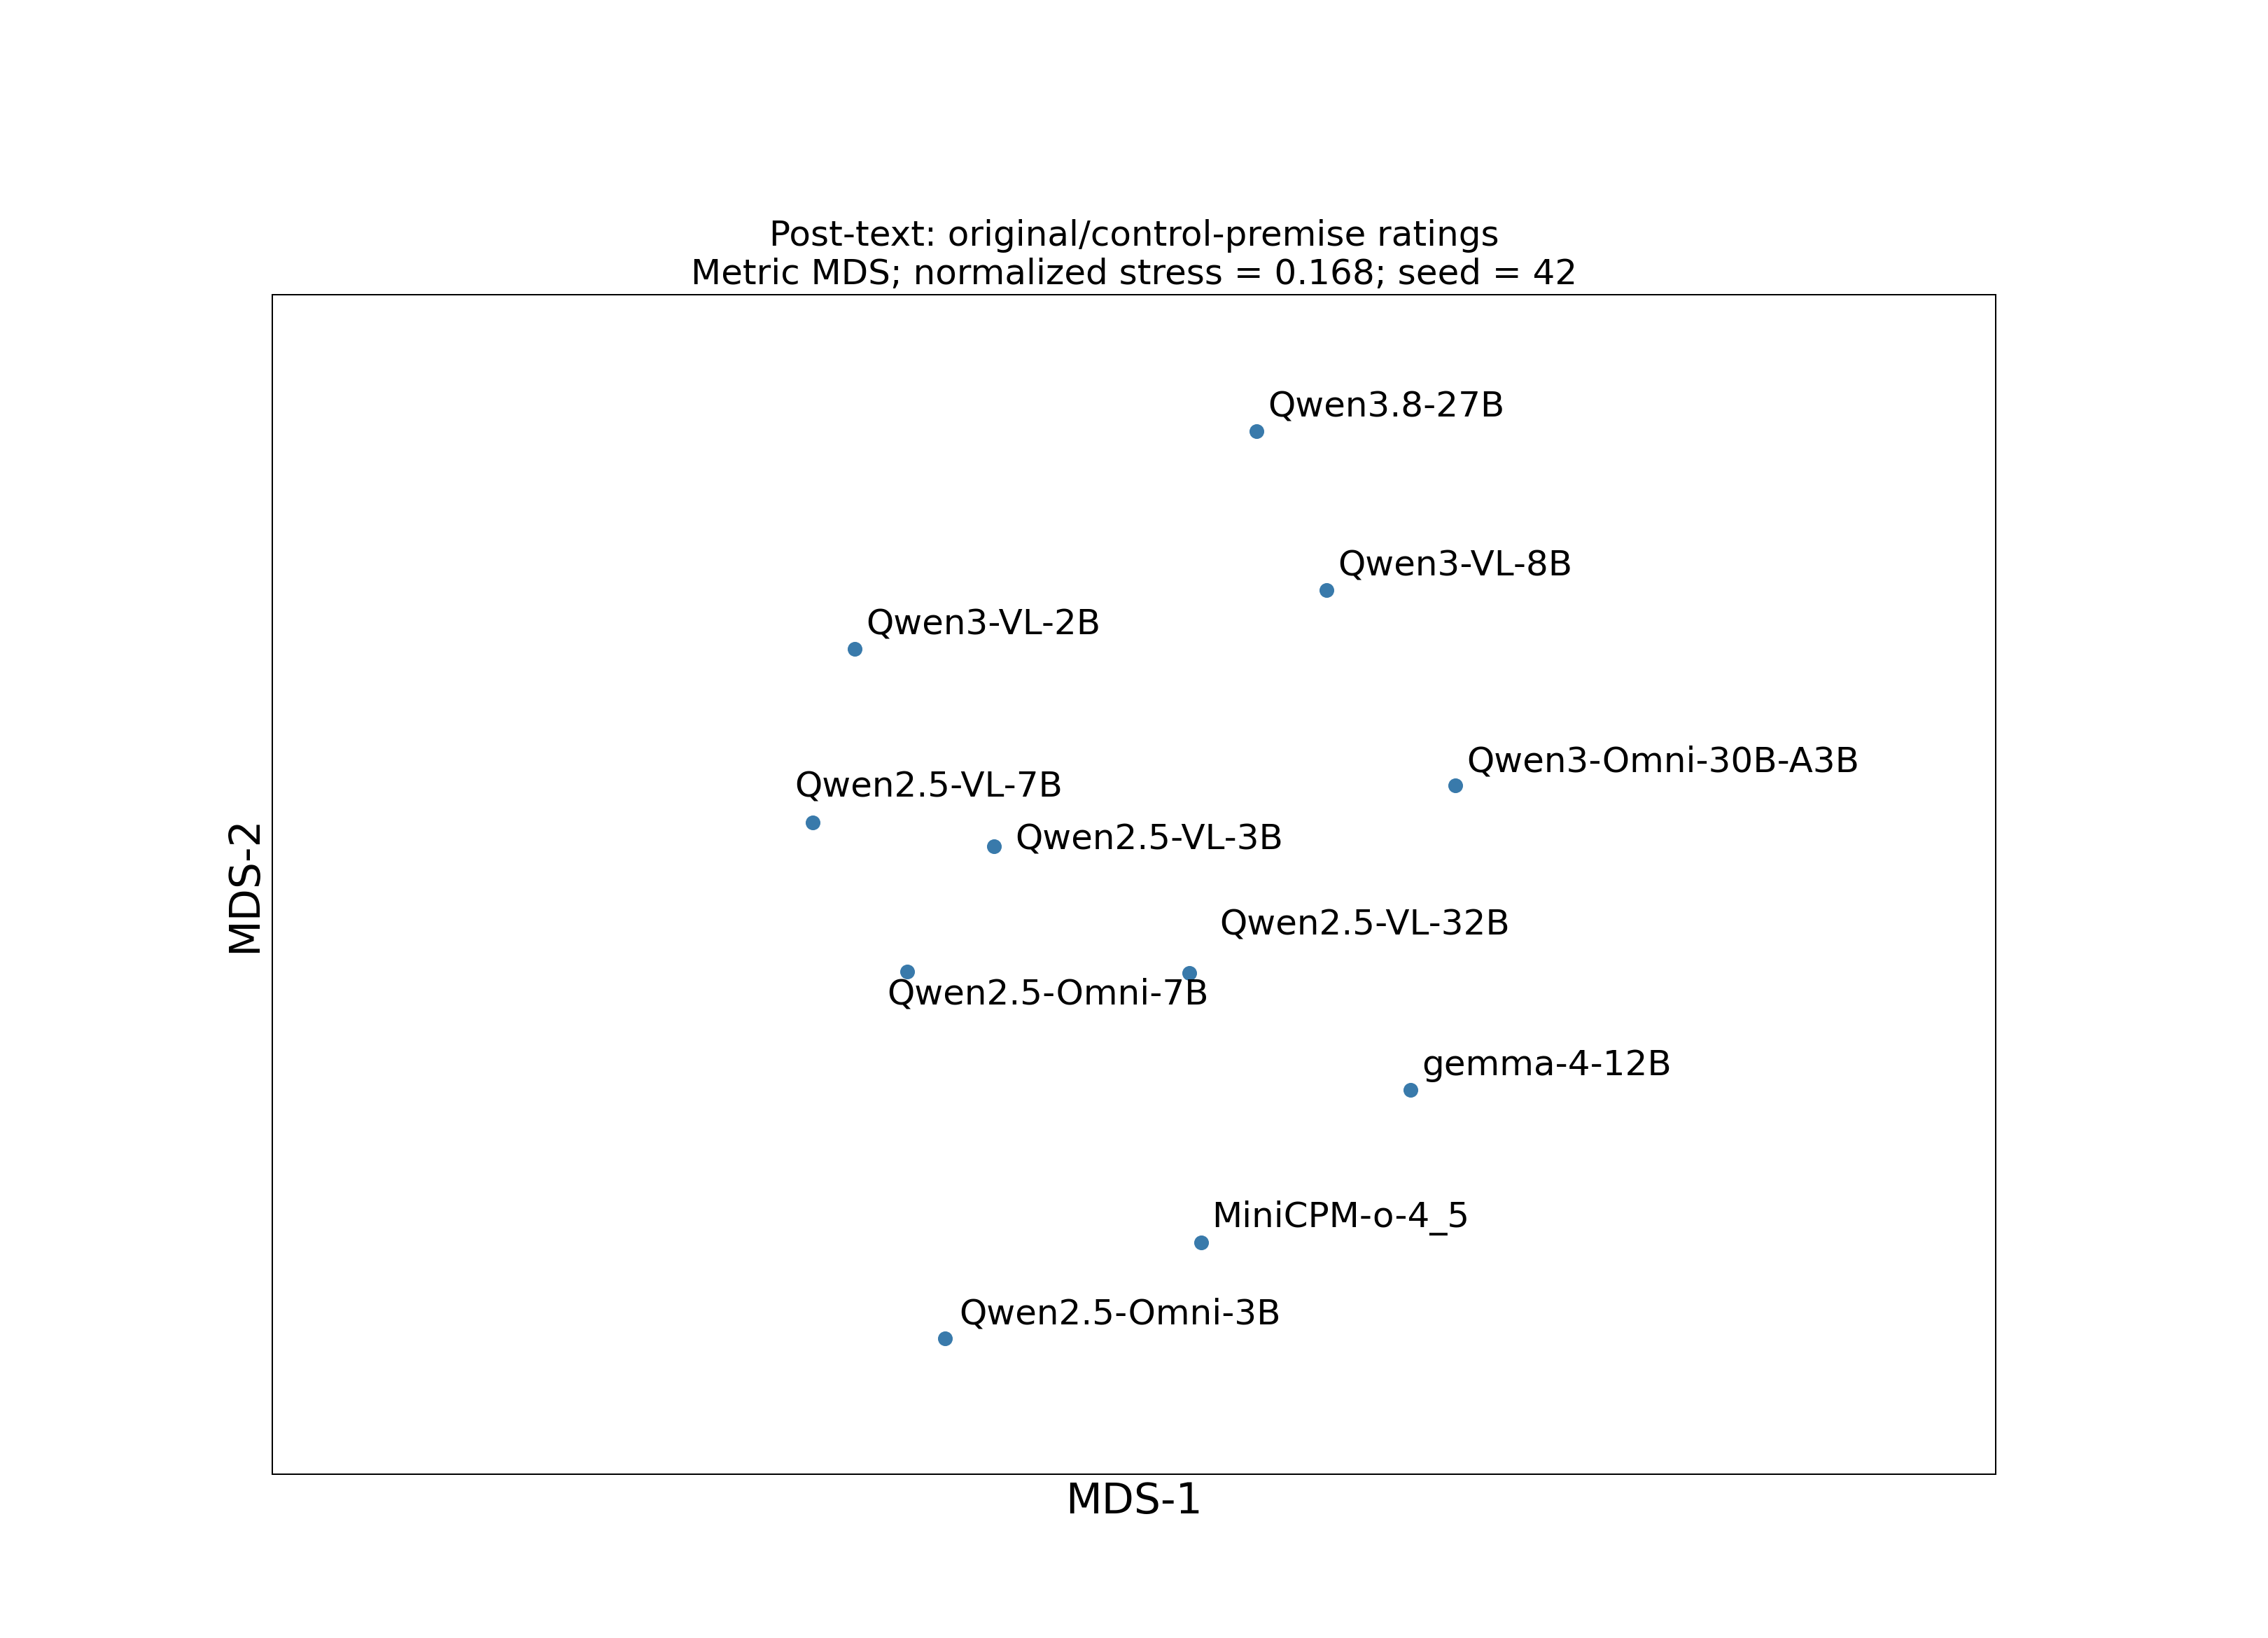 Post-text: original/control-premise ratings
Metric MDS; normalized stress = 0.168; seed = 42
Qwen3.8-27B
Qwen3-VL-8B
Qwen3-VL-2B
Qwen3-Omni-30B-A3B
Qwen2.5-VL-7B
Qwen2.5-VL-3B
Qwen2.5-VL-32B
Qwen2.5-Omni-7B
gemma-4-12B
MiniCPM-o-4_5
Qwen2.5-Omni-3B
MDS-2
MDS-1